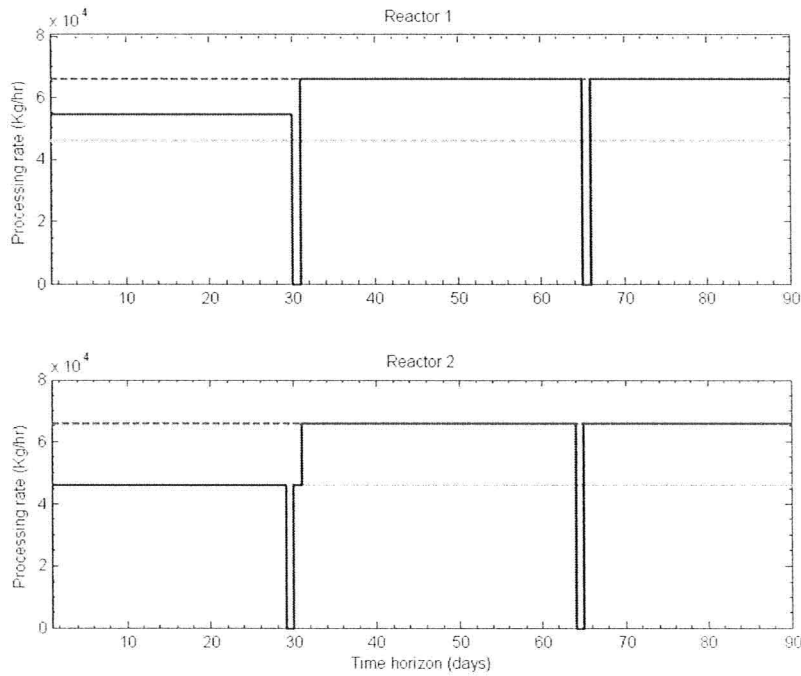 Reactor 1
x 10^4
8
6
4
2
0
Processing rate (Kg/hr)
10 20 30 40 50 60 70 80 90
Reactor 2
x 10^4
8
6
4
2
0
Processing rate (Kg/hr)
10 20 30 40 50 60 70 80 90
Time horizon (days)